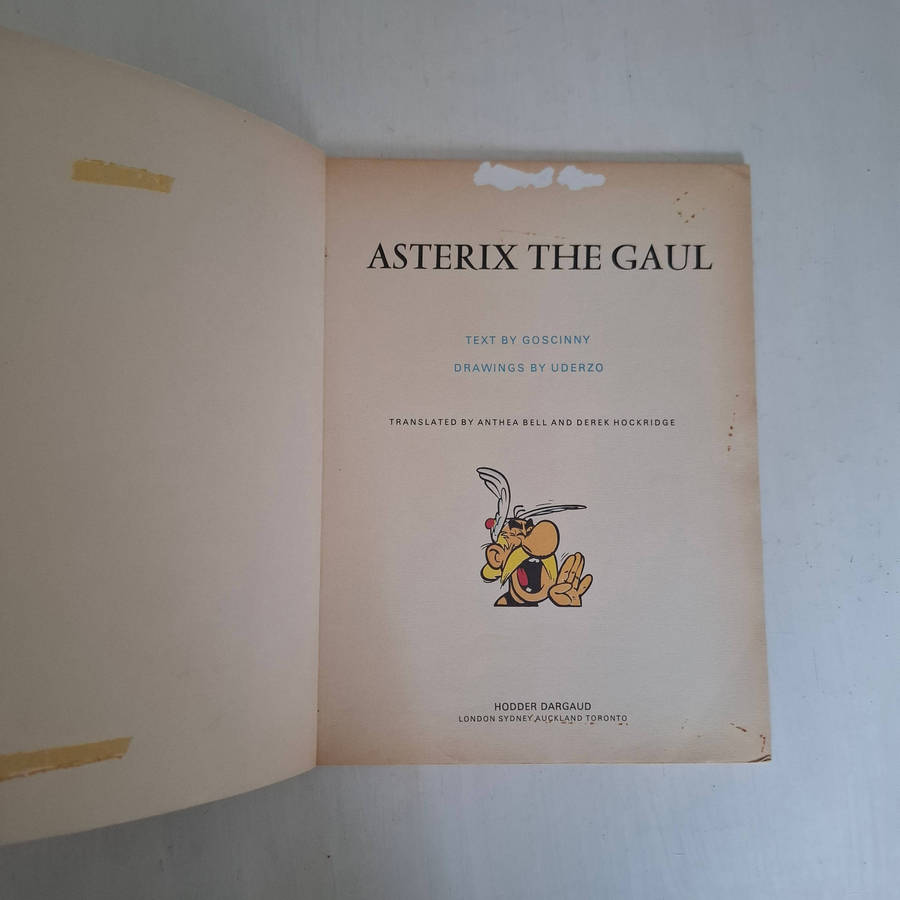 ASTERIX THE GAUL
TEXT BY GOSCINNY
DRAWINGS BY UDERZO
TRANSLATED BY ANTHEA BELL AND DEREK HOCKRIDGE
HODDER DARGAUD
LONDON SYDNEY AUCKLAND TORONTO